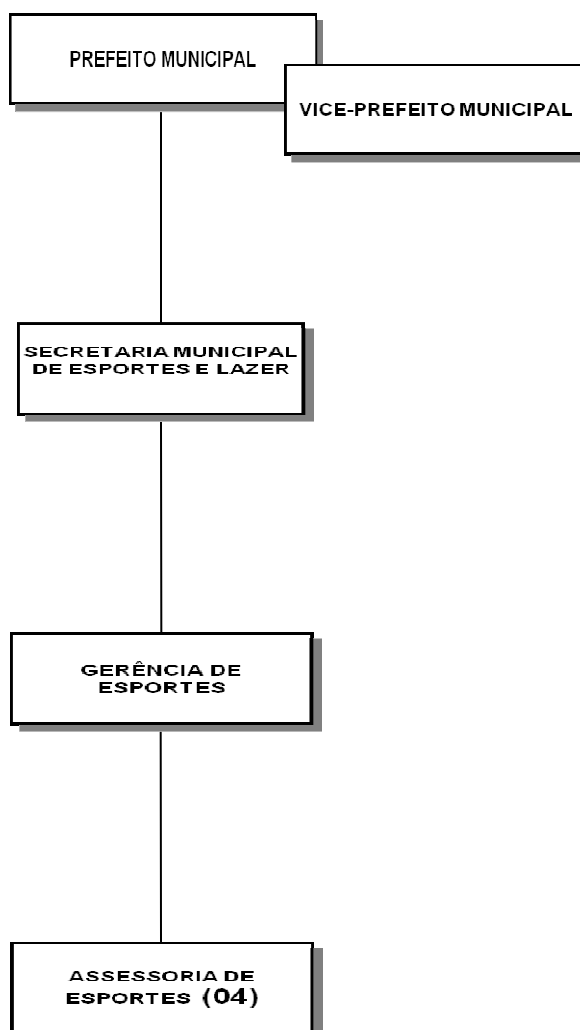 PREFEITO MUNICIPAL
VICE-PREFEITO MUNICIPAL
SECRETARIA MUNICIPAL
DE ESPORTES E LAZER
GERÊNCIA DE
ESPORTES
ASSESSORIA DE
ESPORTES (04)